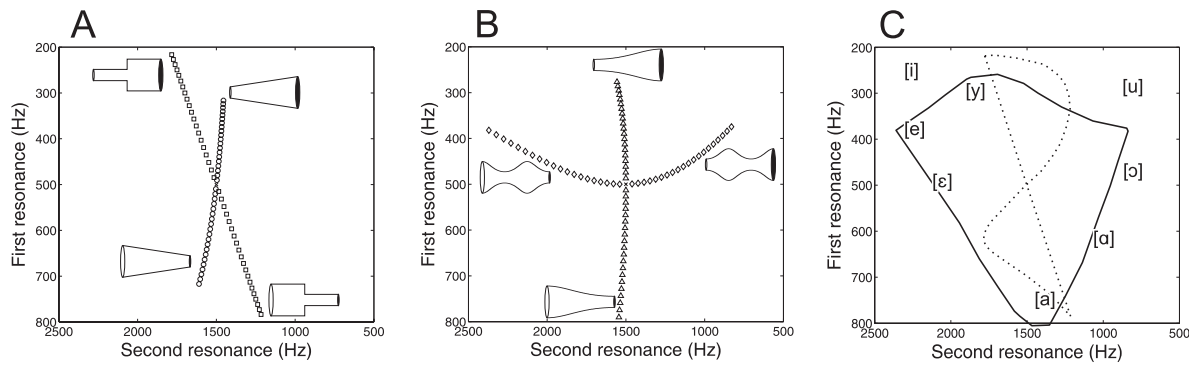 A
200
300
400
500
600
700
800
2500
2000
1500
1000
500
First resonance (Hz)
Second resonance (Hz)
B
200
300
400
500
600
700
800
2500
2000
1500
1000
500
First resonance (Hz)
Second resonance (Hz)
C
200
300
400
500
600
700
800
2500
2000
1500
1000
500
First resonance (Hz)
Second resonance (Hz)
[i]
[u]
[y]
[e]
[ɛ]
[ɔ]
[ɑ]
[a]